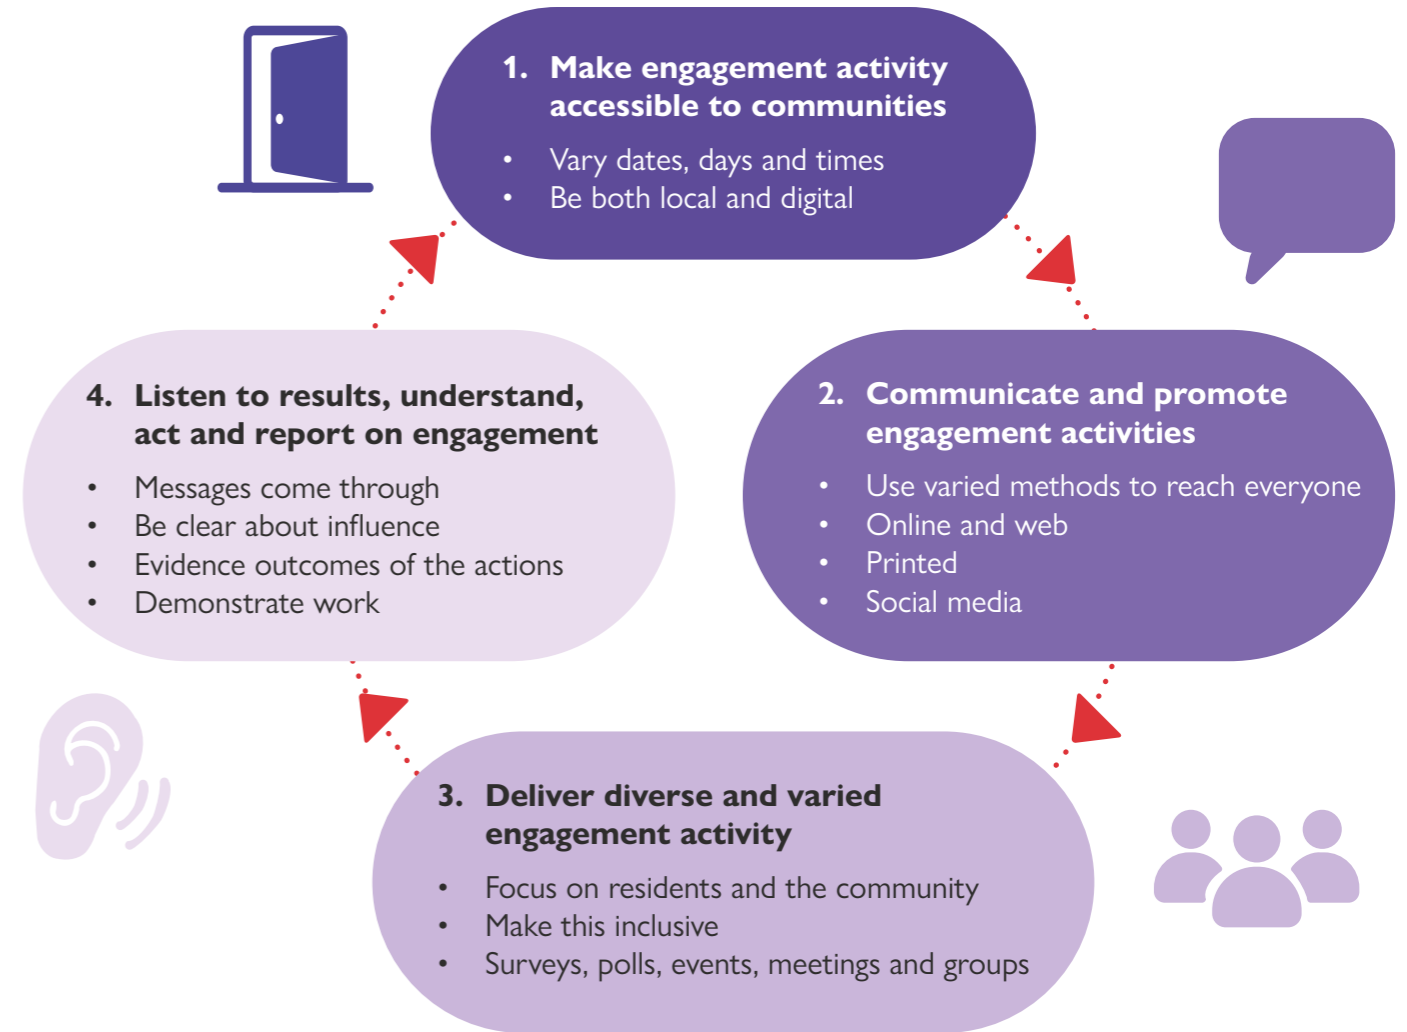 1. Make engagement activity
accessible to communities
• Vary dates, days and times
• Be both local and digital
2. Communicate and promote
engagement activities
• Use varied methods to reach everyone
• Online and web
• Printed
• Social media
3. Deliver diverse and varied
engagement activity
• Focus on residents and the community
• Make this inclusive
• Surveys, polls, events, meetings and groups
4. Listen to results, understand,
act and report on engagement
• Messages come through
• Be clear about influence
• Evidence outcomes of the actions
• Demonstrate work